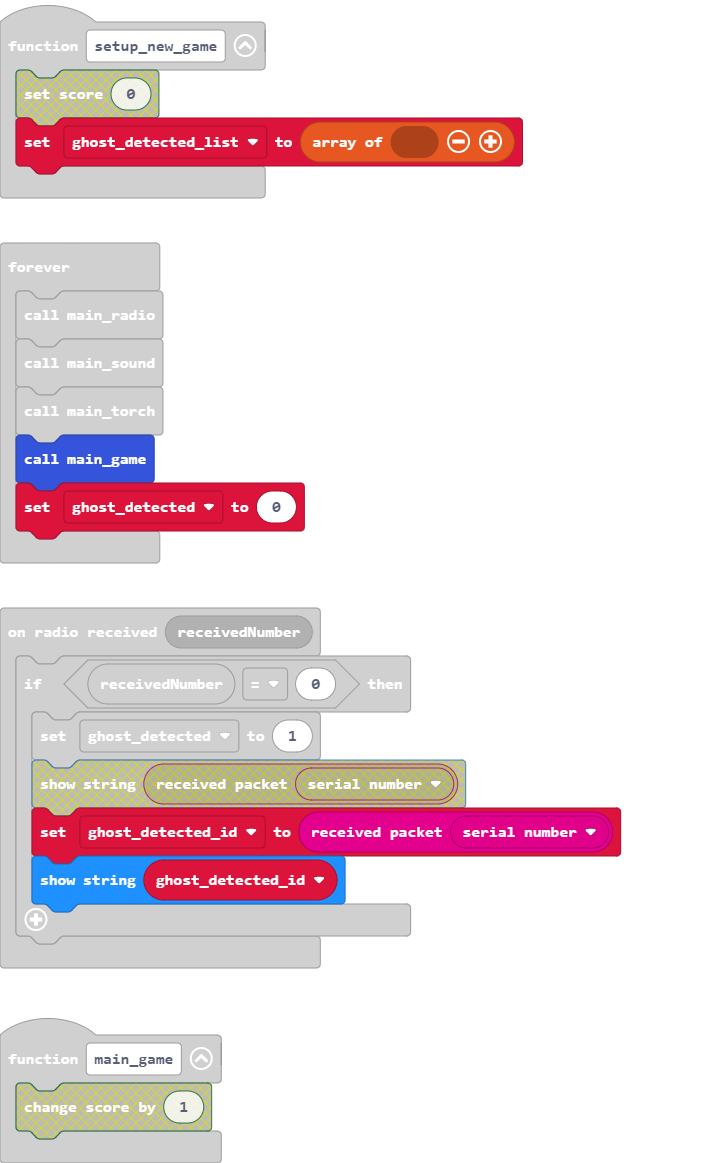 function setup_new_game
set score 0
set ghost_detected_list to array of
forever
call main_radio
call main_sound
call main_torch
call main_game
set ghost_detected to 0
on radio received receivedNumber
if receivedNumber = 0 then
set ghost_detected to 1
show string received packet serial number
set ghost_detected_id to received packet serial number
show string ghost_detected_id
function main_game
change score by 1